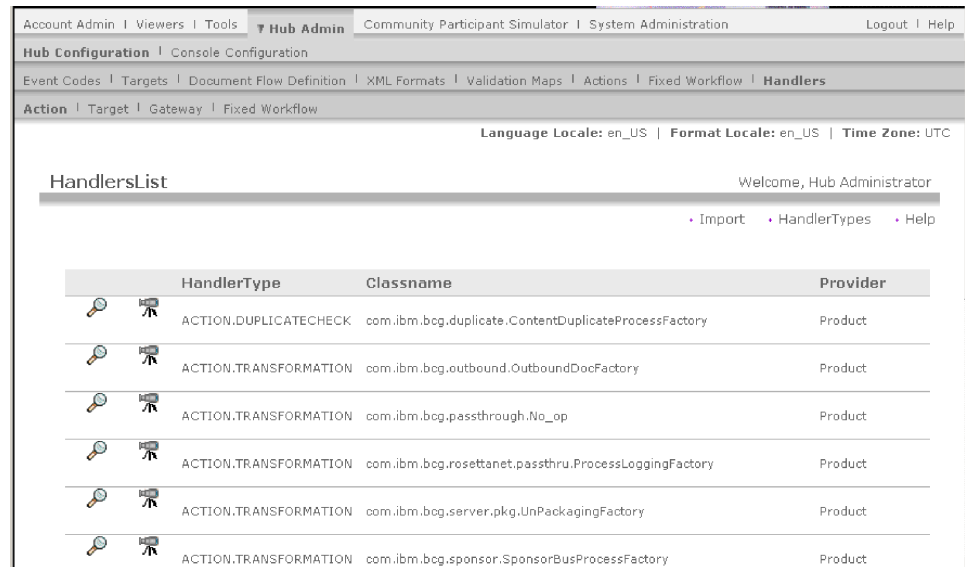 Account Admin | Viewers | Tools ▼ Hub Admin Community Participant Simulator | System Administration Logout | Help
Hub Configuration | Console Configuration
Event Codes | Targets | Document Flow Definition | XML Formats | Validation Maps | Actions | Fixed Workflow | Handlers
Action | Target | Gateway | Fixed Workflow
Language Locale: en_US | Format Locale: en_US | Time Zone: UTC
HandlersList Welcome, Hub Administrator
• Import • HandlerTypes • Help
HandlerType Classname Provider
ACTION.DUPLICATECHECK com.ibm.bcg.duplicate.ContentDuplicateProcessFactory Product
ACTION.TRANSFORMATION com.ibm.bcg.outbound.OutboundDocFactory Product
ACTION.TRANSFORMATION com.ibm.bcg.passthrough.No_op Product
ACTION.TRANSFORMATION com.ibm.bcg.rosettanet.passthru.ProcessLoggingFactory Product
ACTION.TRANSFORMATION com.ibm.bcg.server.pkg.UnPackagingFactory Product
ACTION.TRANSFORMATION com.ibm.bcg.sponsor.SponsorBusProcessFactory Product